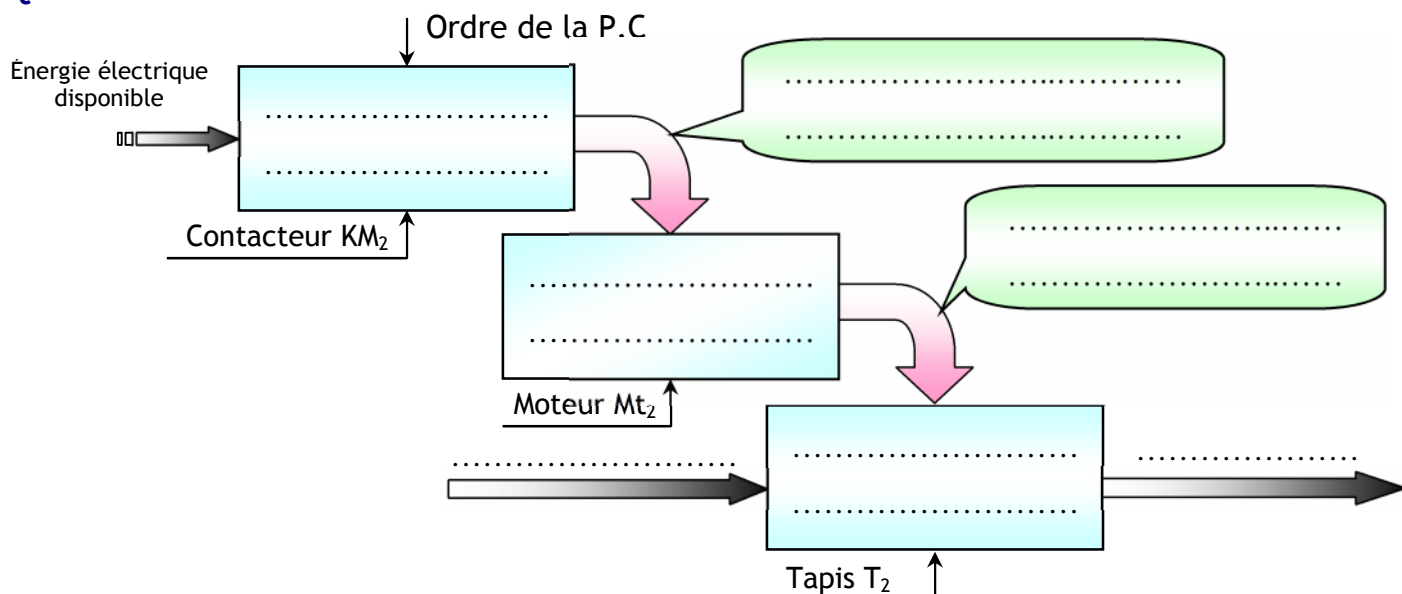 Ordre de la P.C
Énergie électrique
disponible
Contacteur KM₂
Moteur Mt₂
Tapis T₂